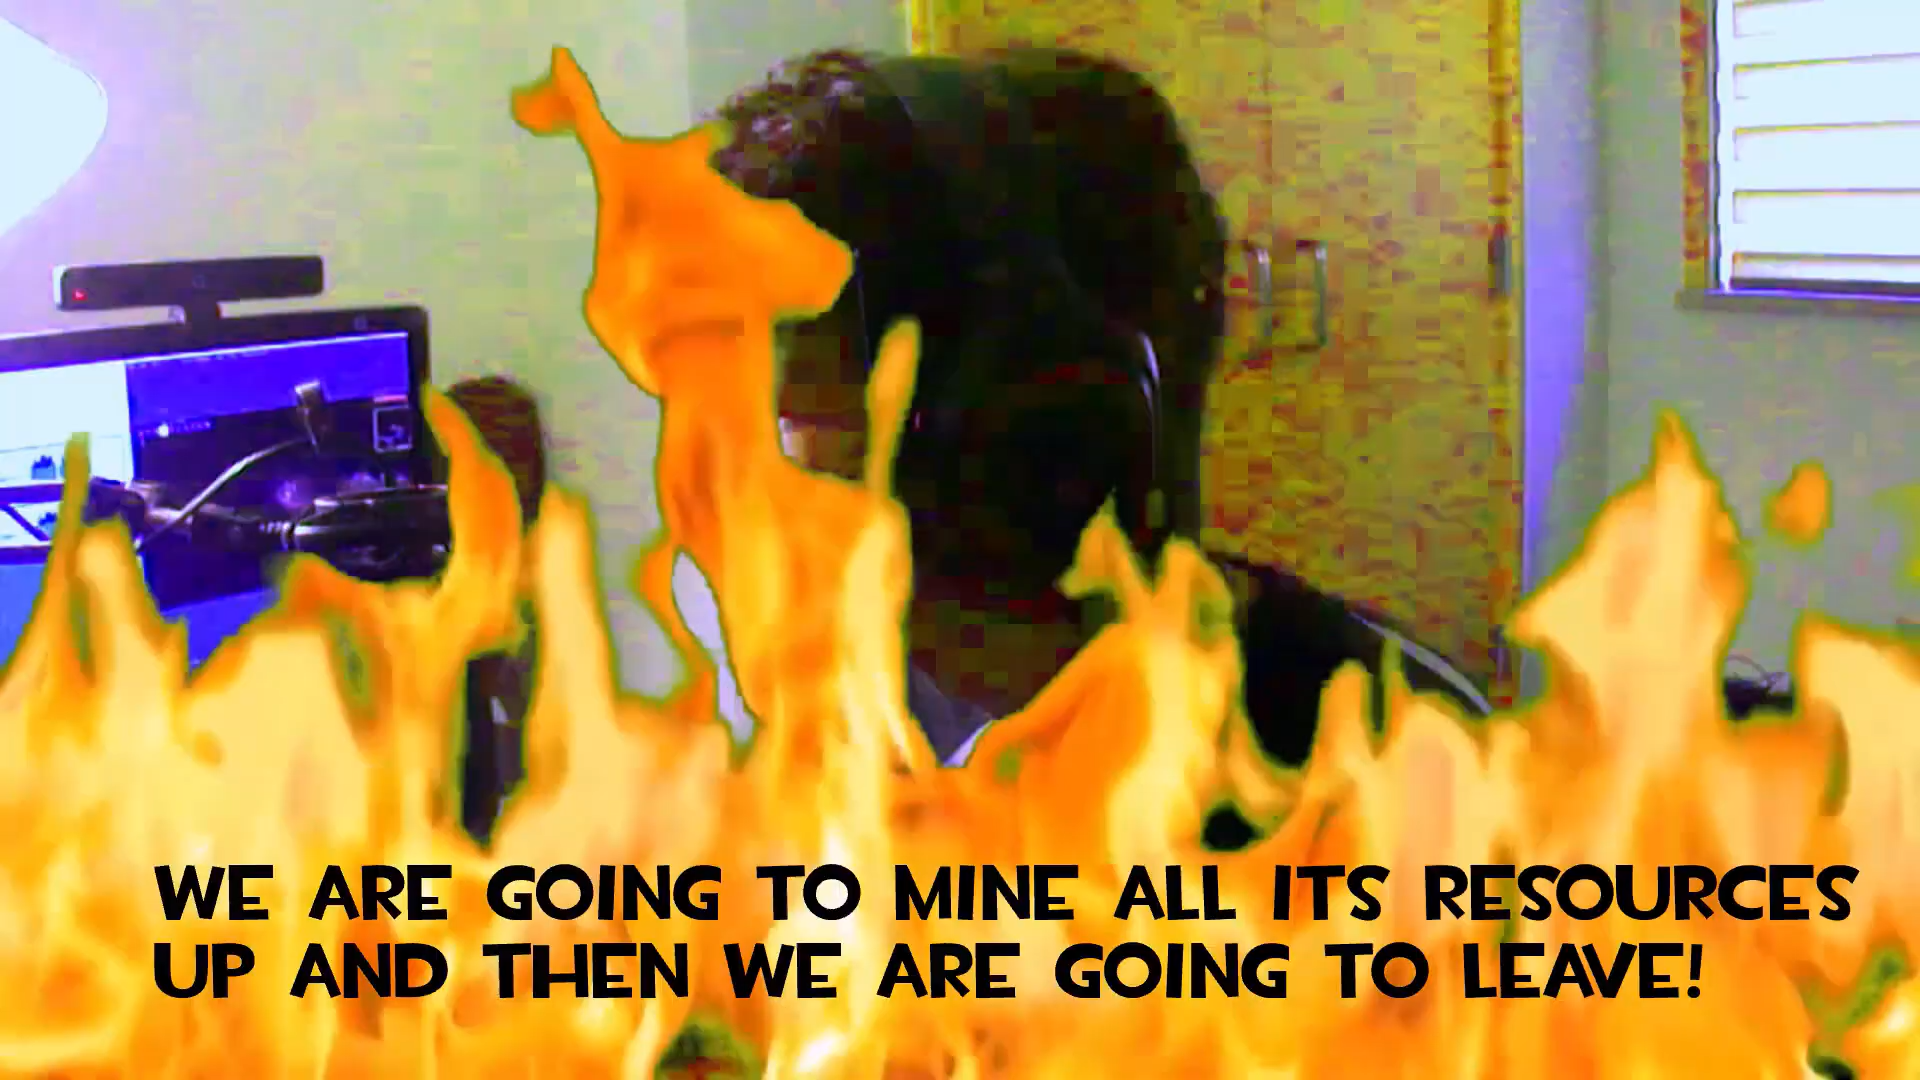 WE ARE GOING TO MINE ALL ITS RESOURCES
UP AND THEN WE ARE GOING TO LEAVE!